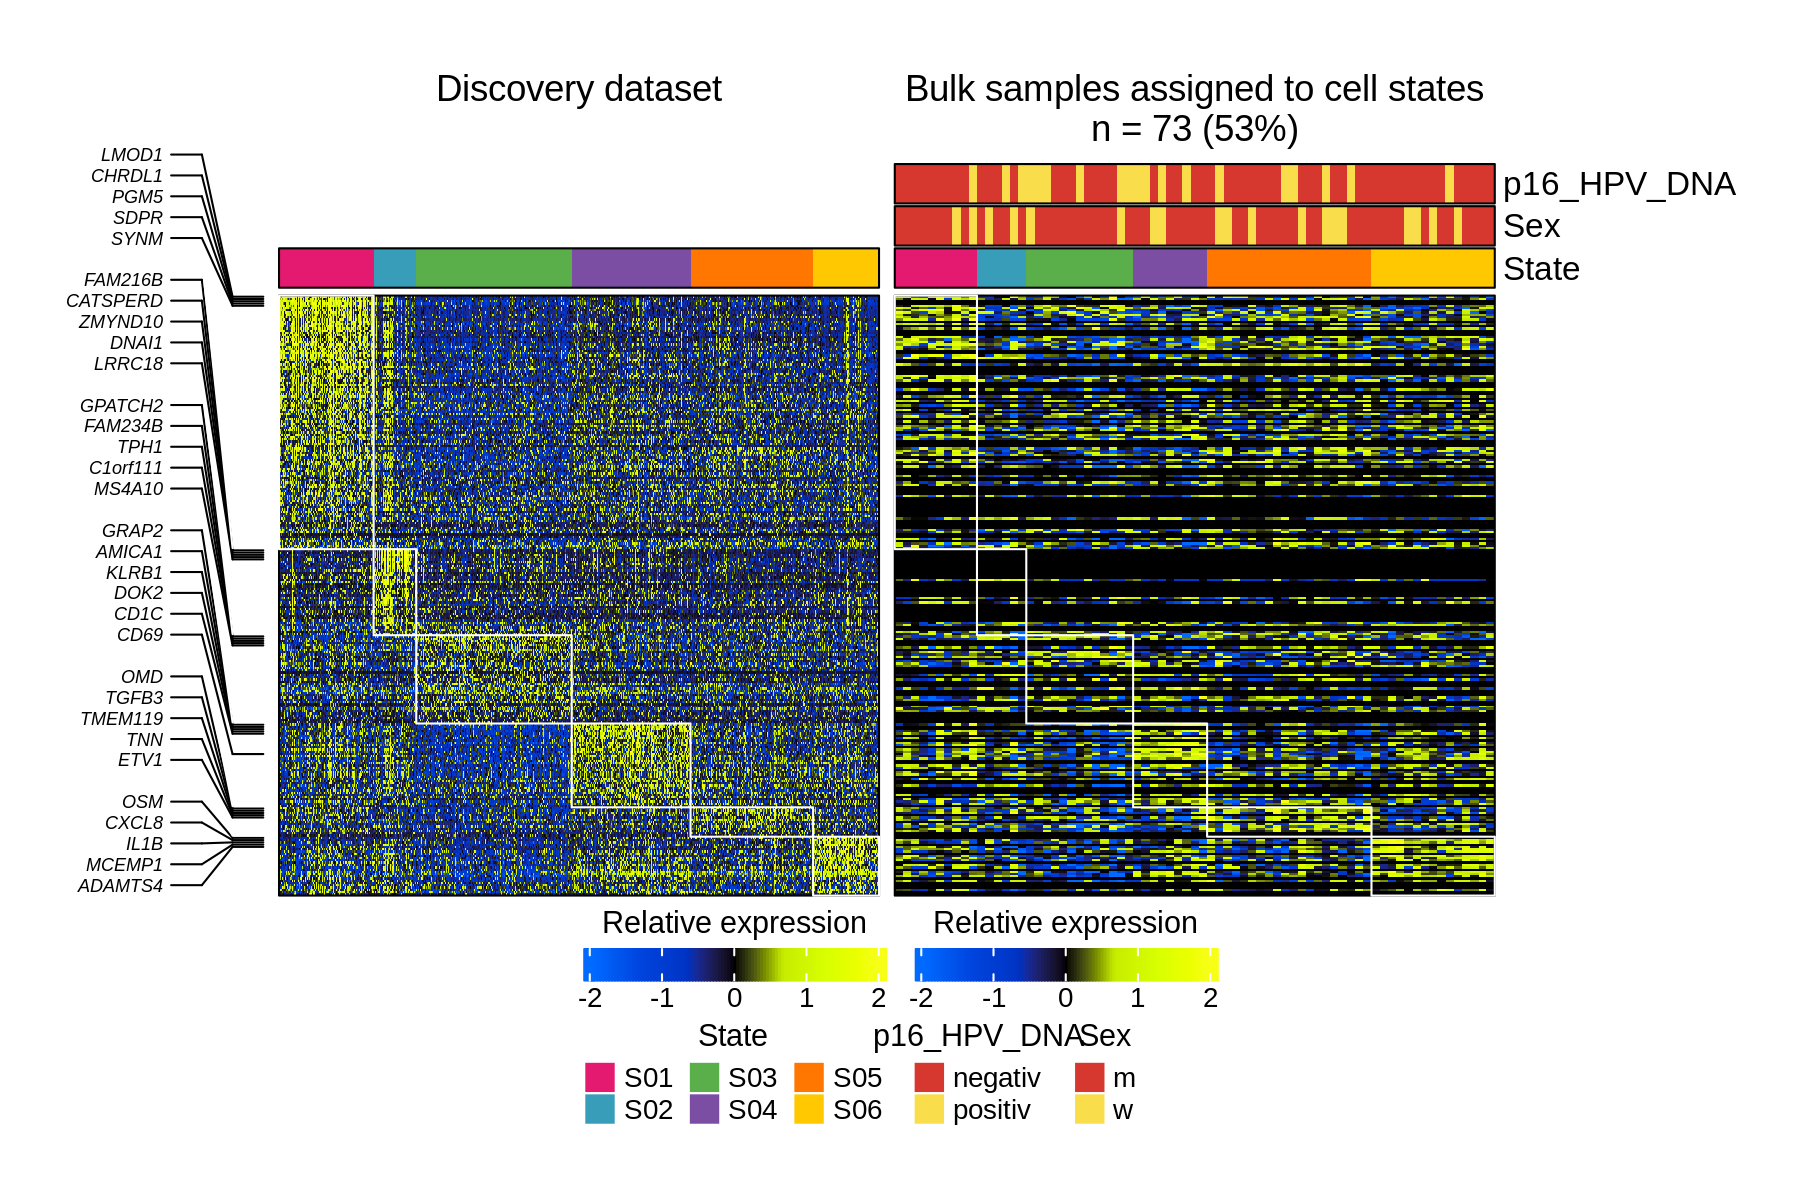 Discovery dataset
Bulk samples assigned to cell states
n = 73 (53%)
p16_HPV_DNA
Sex
State
LMOD1
CHRDL1
PGM5
SDPR
SYNM
FAM216B
CATSPERD
ZMYND10
DNAI1
LRRC18
GPATCH2
FAM234B
TPH1
C1orf111
MS4A10
GRAP2
AMICA1
KLRB1
DOK2
CD1C
CD69
OMD
TGFB3
TMEM119
TNN
ETV1
OSM
CXCL8
IL1B
MCEMP1
ADAMTS4
Relative expression
-2 -1 0 1 2
Relative expression
-2 -1 0 1 2
State
S01 S03 S05
S02 S04 S06
p16_HPV_DNA
negativ
positiv
Sex
m
w